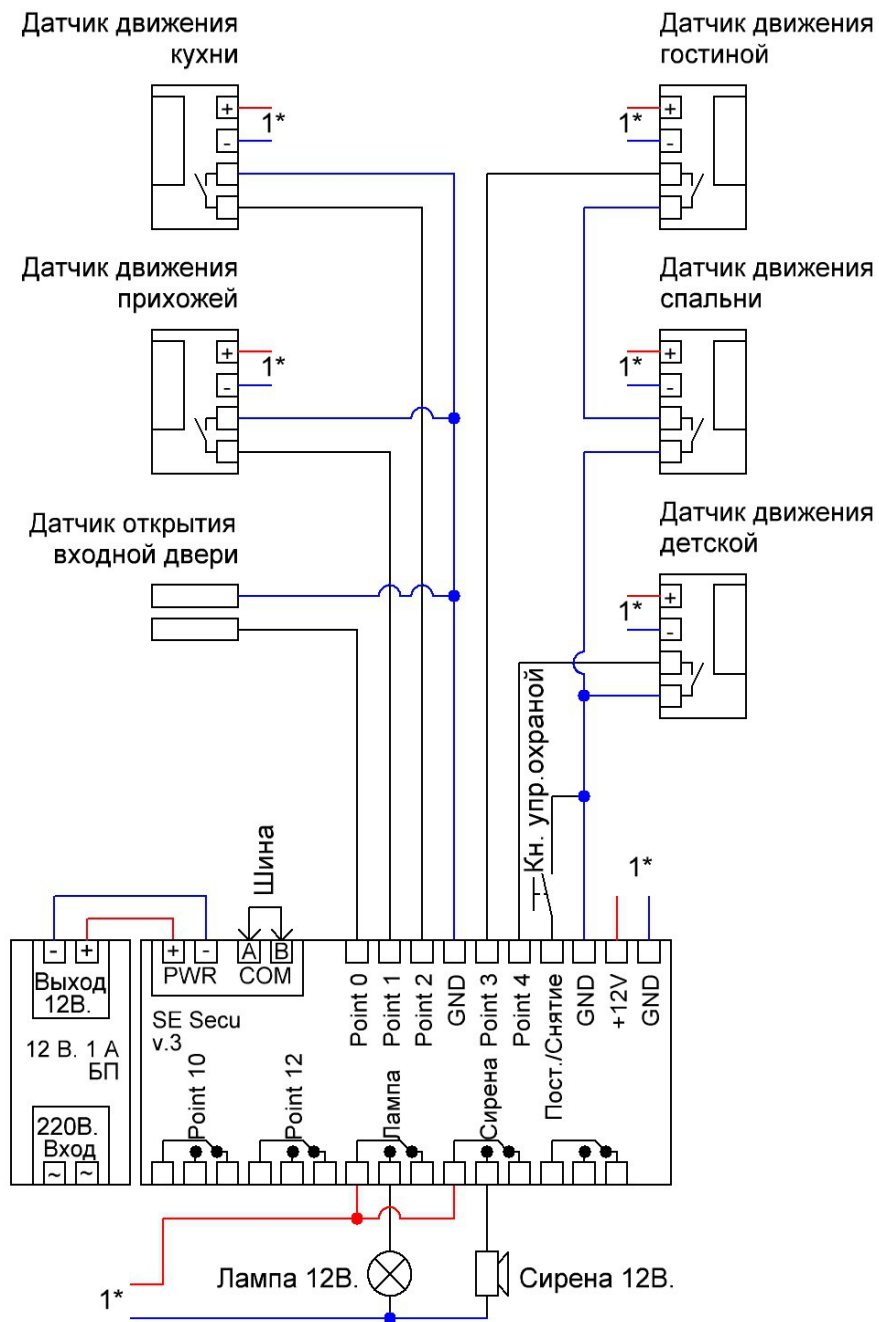 Датчик движения
кухни
+
1*
-
Датчик движения
гостиной
+
1*
-
Датчик движения
прихожей
+
1*
-
Датчик движения
спальни
+
1*
-
Датчик открытия
входной двери
Датчик движения
детской
+
1*
-
Кн. упр.охраной
Шина
1*
- +
Выход
12В.
12 В. 1 А
БП
220В.
Вход
~ ~
+ -
PWR
A B
COM
SE Secu
v.3
Point 0
Point 1
Point 2
GND
Point 3
Point 4
Пост./Снятие
GND
+12V
GND
Point 10
Point 12
Лампа
Сирена
Лампа 12В.
Сирена 12В.
1*